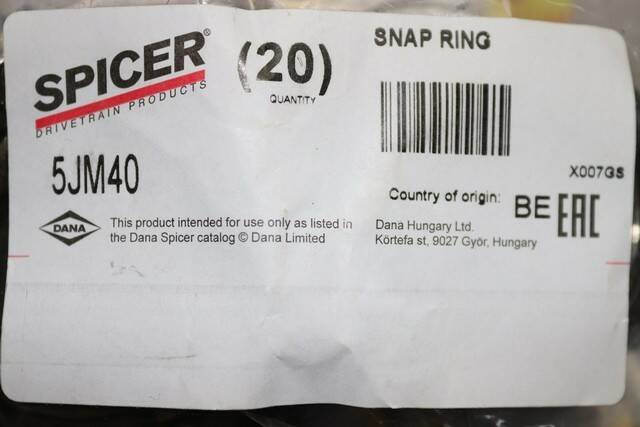 SPICER®
DRIVETRAIN PRODUCTS
(20)
QUANTITY
SNAP RING
5JM40
X007GS
Country of origin: BE EAC
DANA
This product intended for use only as listed in
the Dana Spicer catalog © Dana Limited
Dana Hungary Ltd.
Körtefa st, 9027 Győr, Hungary